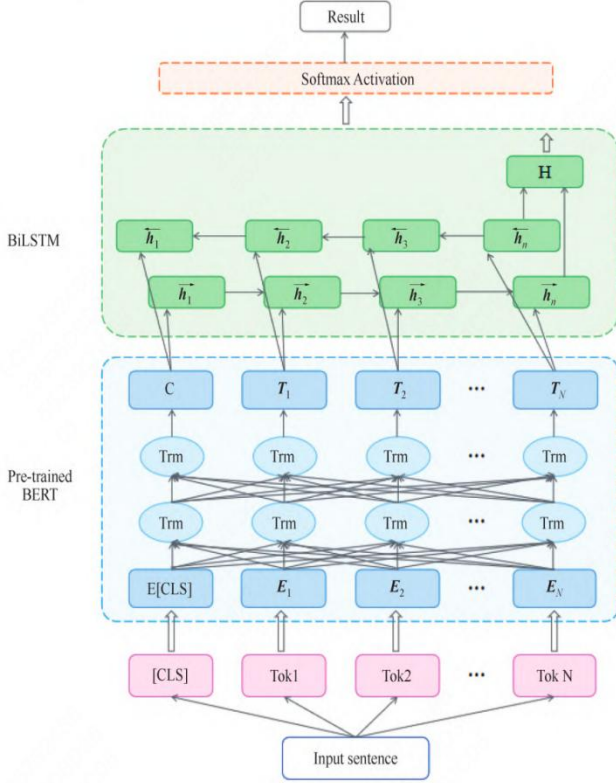 Result
Softmax Activation
H
BiLSTM
h₁ h₂ h₃ hₙ
h₁ h₂ h₃ hₙ
C T₁ T₂ ... T_N
Trm Trm Trm ... Trm
Pre-trained
BERT
Trm Trm Trm ... Trm
E[CLS] E₁ E₂ ... E_N
[CLS] Tok1 Tok2 ... Tok N
Input sentence